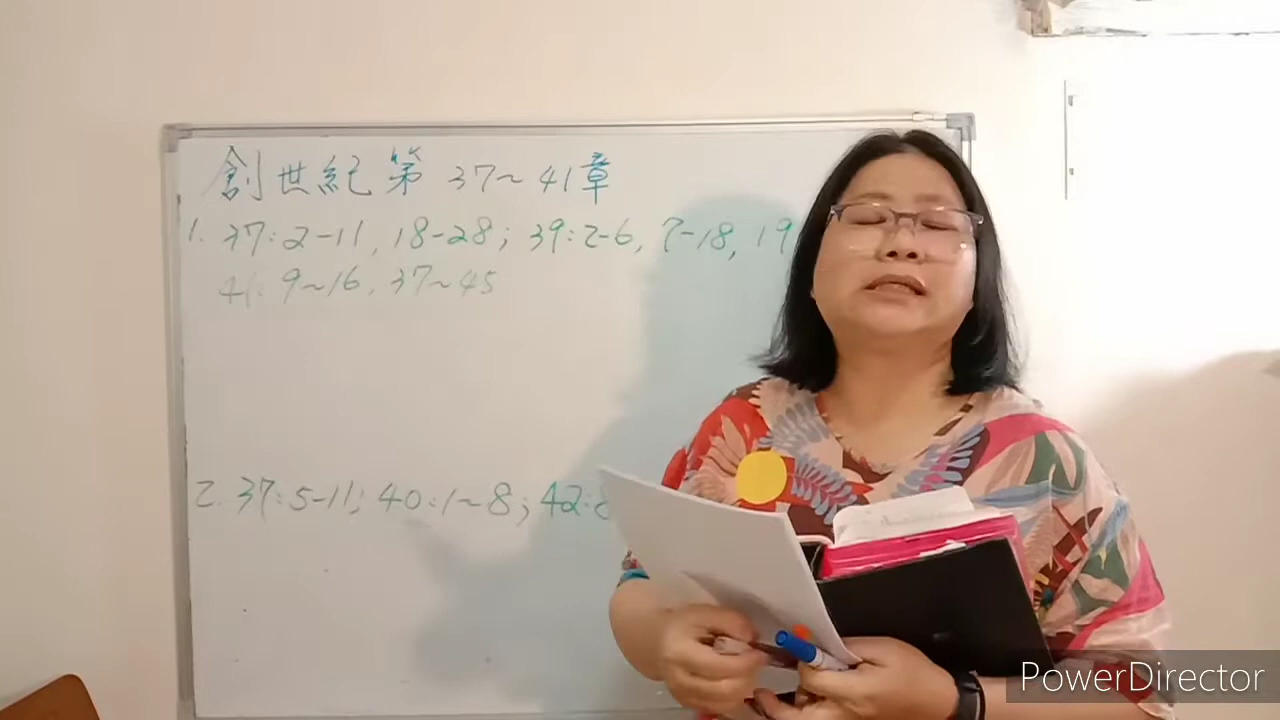 創世紀 第 37~41章
1. 37:2-11, 18-28; 39:2-6, 7-18, 19
41: 9~16, 37~45
2. 37:5-11; 40:1~8; 42:8
PowerDirector